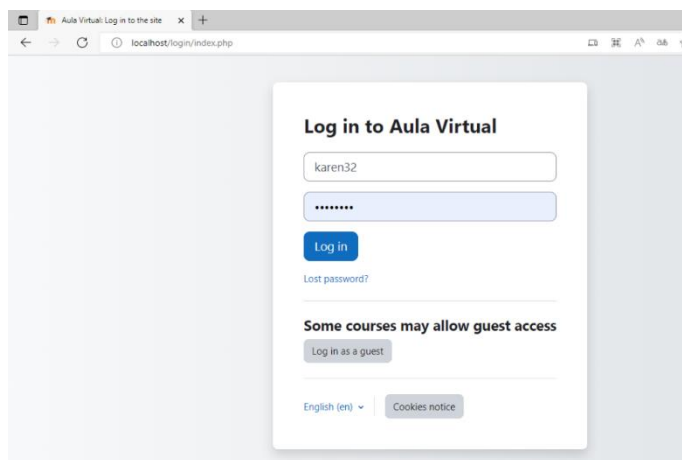 Aula Virtual: Log in to the site
localhost/login/index.php
Log in to Aula Virtual
karen32
••••••••
Log in
Lost password?
Some courses may allow guest access
Log in as a guest
English (en)
Cookies notice